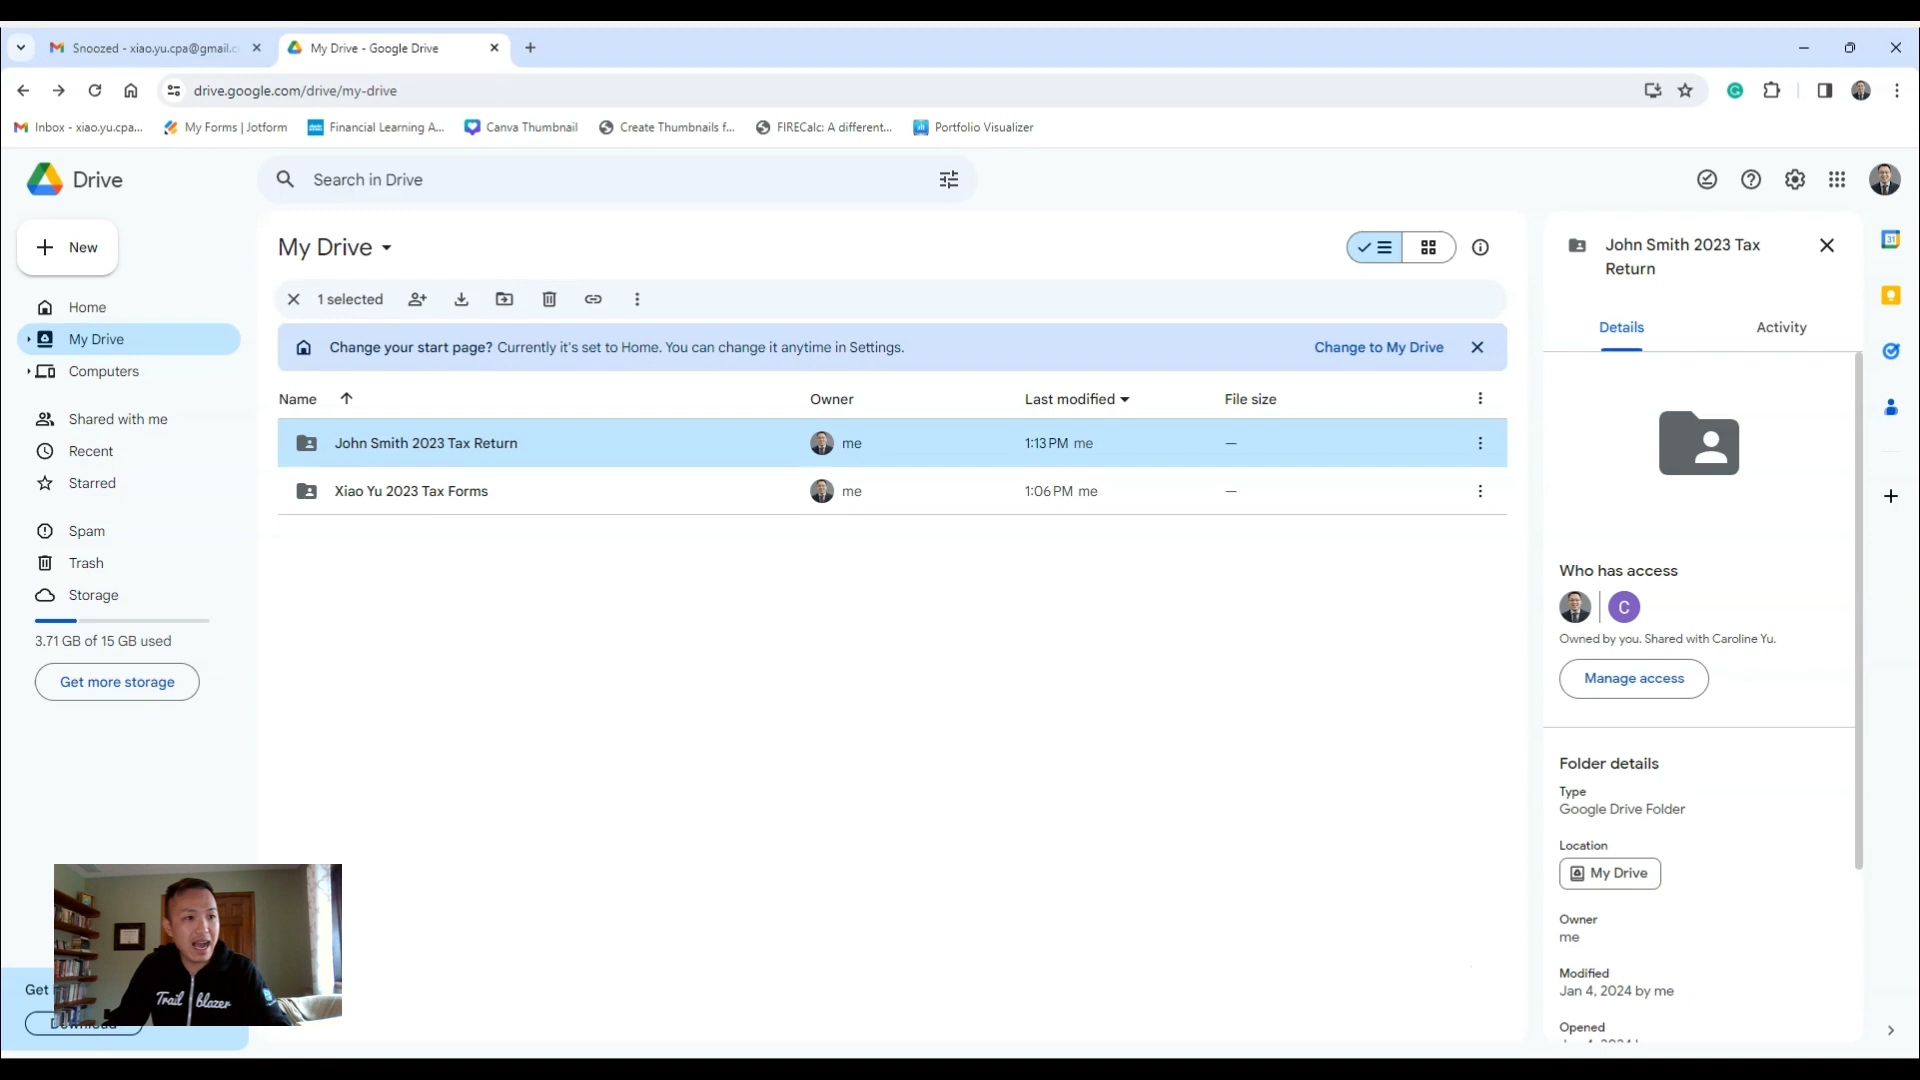 Snoozed - xiao.yu.cpa@gmail.c
My Drive - Google Drive
drive.google.com/drive/my-drive
Inbox - xiao.yu.cpa...
My Forms | Jotform
Financial Learning A...
Canva Thumbnail
Create Thumbnails f...
FIRECalc: A different...
Portfolio Visualizer
Drive
Search in Drive
New
Home
My Drive
Computers
Shared with me
Recent
Starred
Spam
Trash
Storage
3.71 GB of 15 GB used
Get more storage
Get
My Drive
1 selected
Change your start page? Currently it's set to Home. You can change it anytime in Settings.
Change to My Drive
Name Owner Last modified File size
John Smith 2023 Tax Return me 1:13 PM me —
Xiao Yu 2023 Tax Forms me 1:06 PM me —
John Smith 2023 Tax
Return
Details Activity
Who has access
C
Owned by you. Shared with Caroline Yu.
Manage access
Folder details
Type
Google Drive Folder
Location
My Drive
Owner
me
Modified
Jan 4, 2024 by me
Opened
31
Trail blazer